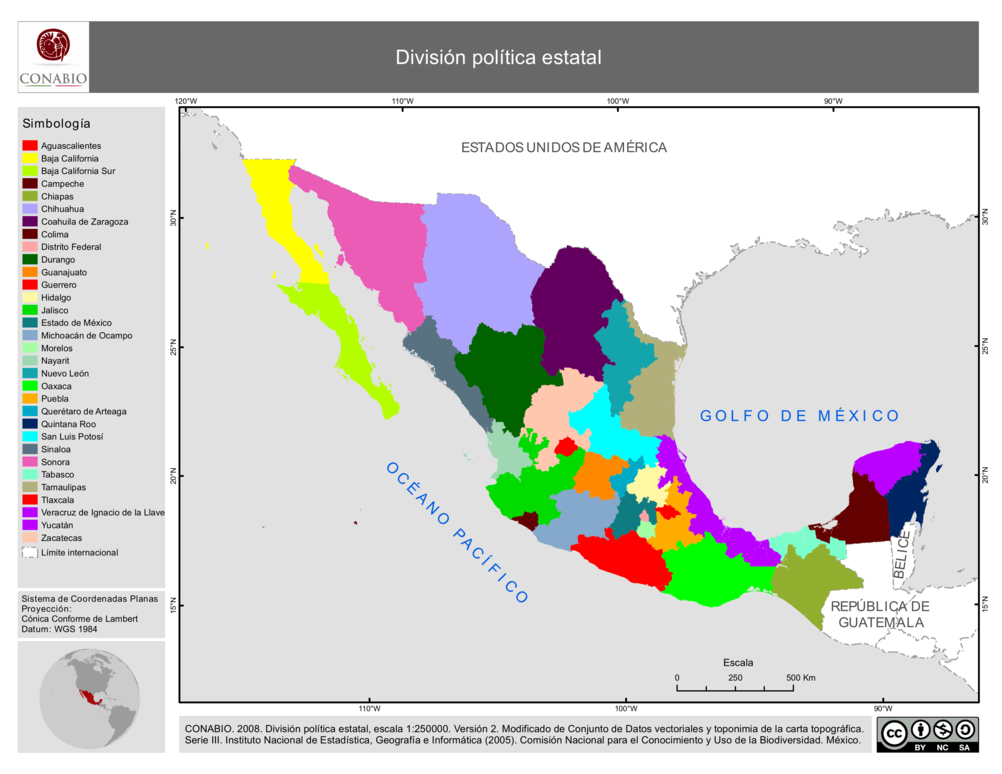 CONABIO
División política estatal
120°W
110°W
100°W
90°W
Simbología
Aguascalientes
Baja California
Baja California Sur
Campeche
Chiapas
Chihuahua
Coahuila de Zaragoza
Colima
Distrito Federal
Durango
Guanajuato
Guerrero
Hidalgo
Jalisco
Estado de México
Michoacán de Ocampo
Morelos
Nayarit
Nuevo León
Oaxaca
Puebla
Querétaro de Arteaga
Quintana Roo
San Luis Potosí
Sinaloa
Sonora
Tabasco
Tamaulipas
Tlaxcala
Veracruz de Ignacio de la Llave
Yucatán
Zacatecas
Límite internacional
ESTADOS UNIDOS DE AMÉRICA
30°N
30°N
25°N
25°N
GOLFO DE MÉXICO
20°N
20°N
OCÉANO PACÍFICO
BELICE
15°N
15°N
REPÚBLICA DE
GUATEMALA
Escala
0 250 500 Km
110°W
100°W
90°W
Sistema de Coordenadas Planas
Proyección:
Cónica Conforme de Lambert
Datum: WGS 1984
CONABIO. 2008. División política estatal, escala 1:250000. Versión 2. Modificado de Conjunto de Datos vectoriales y toponimia de la carta topográfica.
Serie III. Instituto Nacional de Estadística, Geografía e Informática (2005). Comisión Nacional para el Conocimiento y Uso de la Biodiversidad. México.
cc
BY NC SA